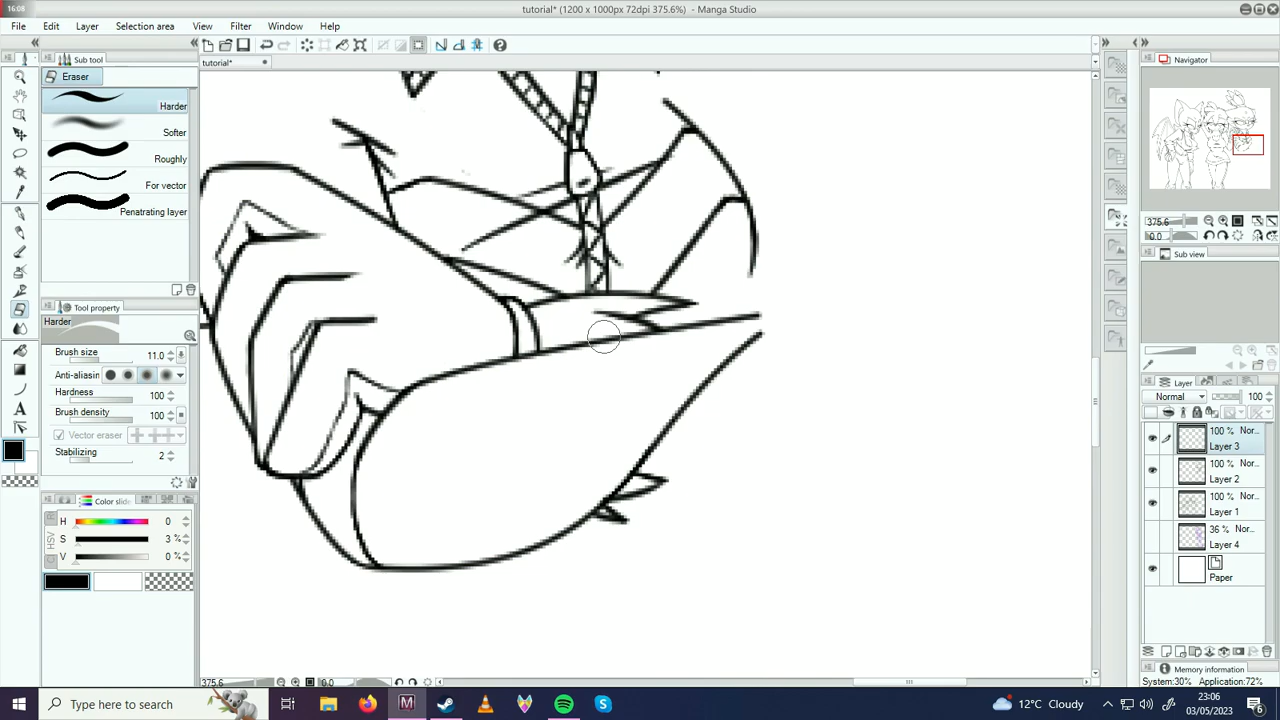 16:08
tutorial* (1200 x 1000px 72dpi 375.6%) - Manga Studio
File Edit Layer Selection area View Filter Window Help
Sub tool
tutorial*
Navigator
Eraser
Harder
Softer
Roughly
For vector
Penatrating layer
375.6
0.0
Sub view
Tool property
Harder
Brush size 11.0
Anti-aliasin
Hardness 100
Brush density 100
Vector eraser
Stabilizing 2
Layer
Normal 100
100 % Nor...
Layer 3
100 % Nor...
Layer 2
100 % Nor...
Layer 1
36 % Nor...
Layer 4
Paper
Color slide
H 0
S 3 %
V 0 %
HSV
375.6 0.0
Memory information
System:30% Application:72%
Type here to search
M
S
12°C Cloudy
23:06
03/05/2023
6